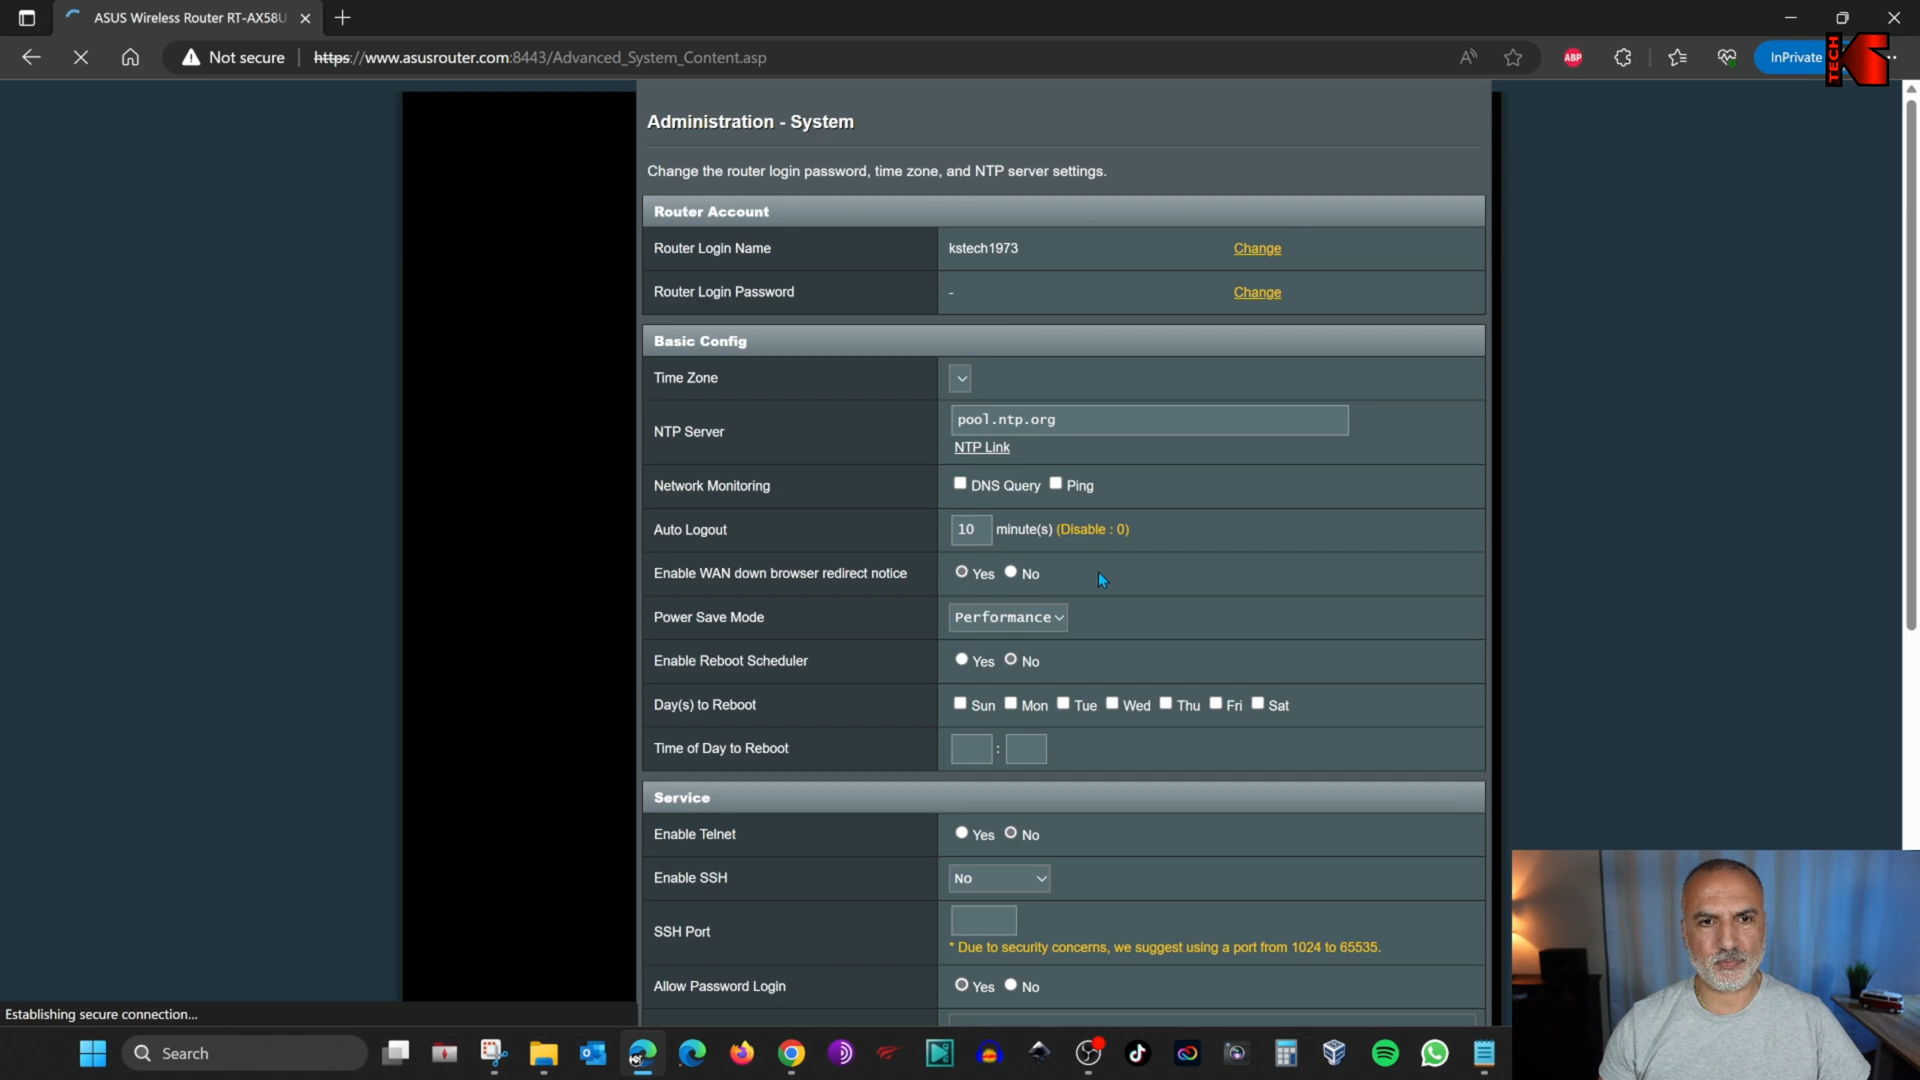 ASUS Wireless Router RT-AX58U
Not secure
https://www.asusrouter.com:8443/Advanced_System_Content.asp
ABP
InPrivate
TECH
Administration - System
Change the router login password, time zone, and NTP server settings.
Router Account
Router Login Name
kstech1973
Change
Router Login Password
-
Change
Basic Config
Time Zone
NTP Server
pool.ntp.org
NTP Link
Network Monitoring
DNS Query Ping
Auto Logout
10 minute(s) (Disable : 0)
Enable WAN down browser redirect notice
Yes No
Power Save Mode
Performance
Enable Reboot Scheduler
Yes No
Day(s) to Reboot
Sun Mon Tue Wed Thu Fri Sat
Time of Day to Reboot
:
Service
Enable Telnet
Yes No
Enable SSH
No
SSH Port
* Due to security concerns, we suggest using a port from 1024 to 65535.
Allow Password Login
Yes No
Establishing secure connection...
Search